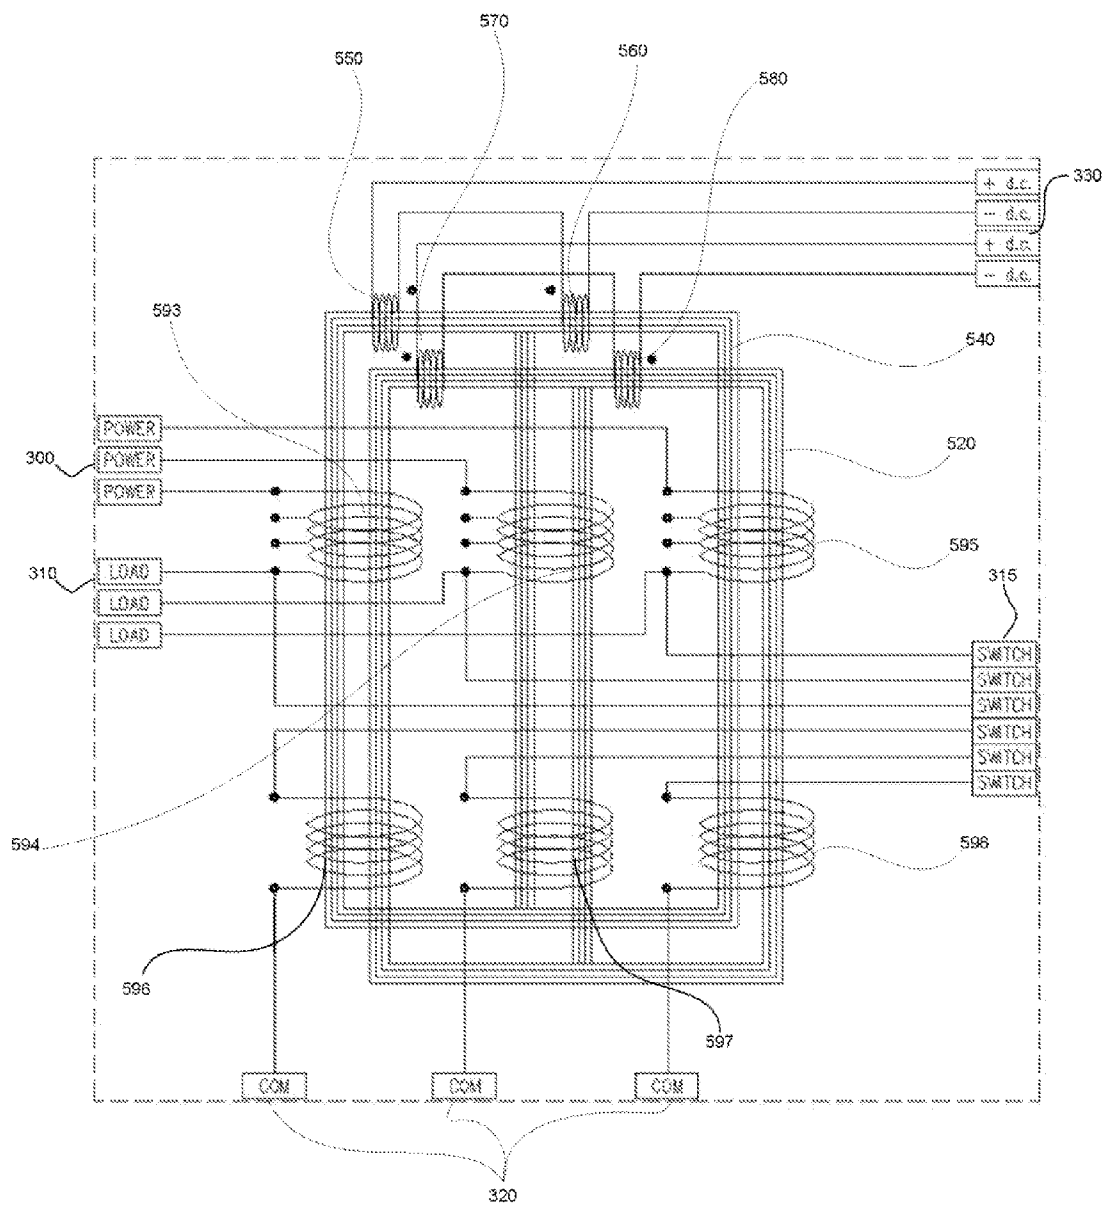 570
550
560
580
+ d.c.
330
- d.c.
+ d.c.
- d.c.
593
540
POWER
520
300
POWER
POWER
595
310
LOAD
315
LOAD
LOAD
SWITCH
SWITCH
SWITCH
SWITCH
SWITCH
SWITCH
594
598
596
597
COM
COM
COM
320